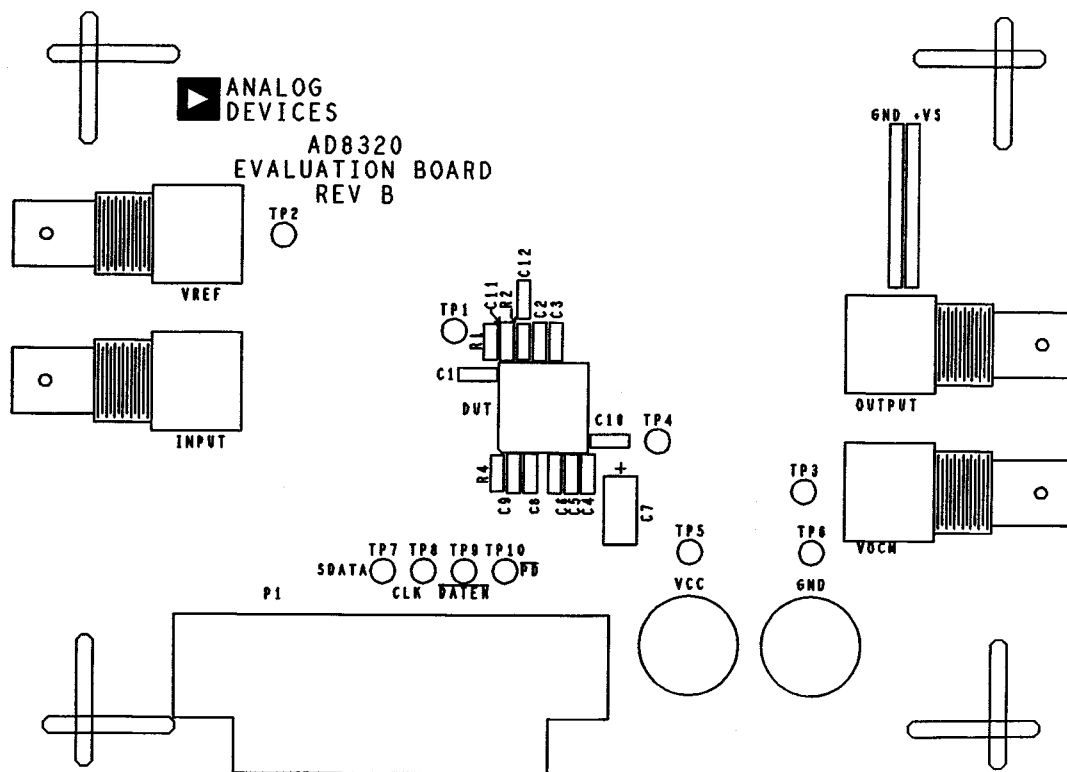 ANALOG
DEVICES
AD8320
EVALUATION BOARD
REV B
GND +VS
TP2
VREF
C12
C11
R2
C2
C3
TP1
R1
C1
DUT
INPUT
OUTPUT
C10
TP4
+
R4
C9
C8
C6
C5
C4
C7
TP3
TP5
TP6
VOCM
TP7 TP8 TP9 TP10
SDATA
PD
CLK DATEN
VCC
GND
P1